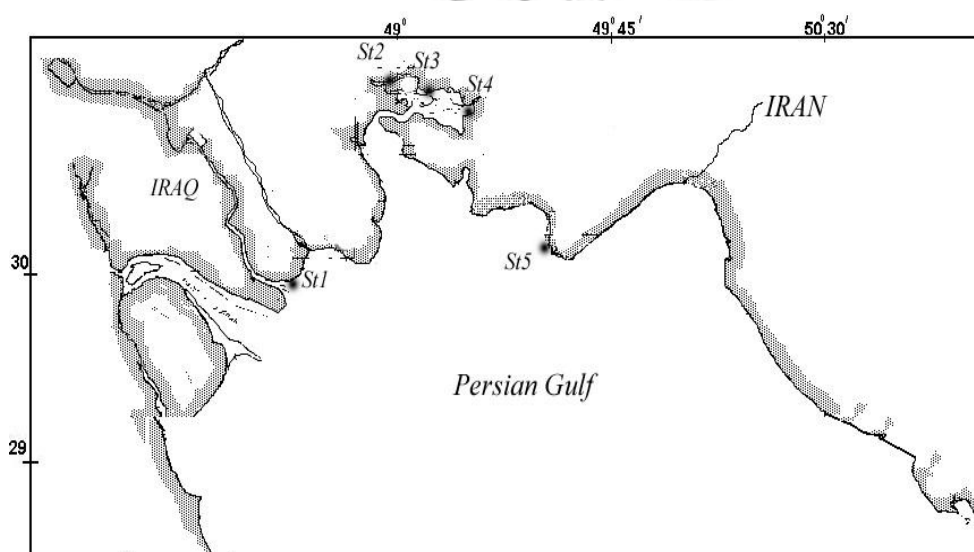 49° 49°45' 50°30'
St2 St3
St4
IRAN
IRAQ
St5
30
St1
Persian Gulf
29